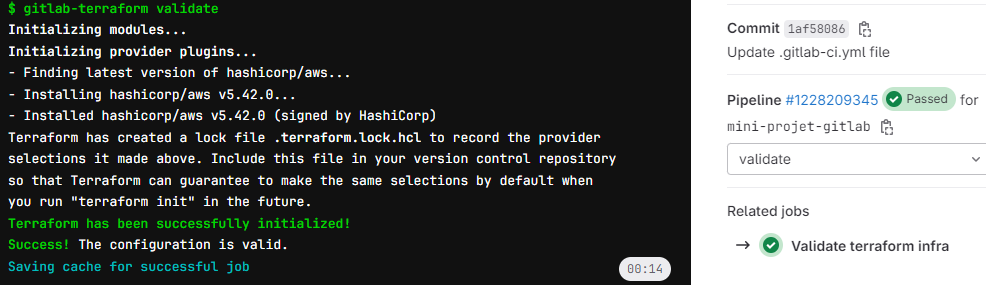 $ gitlab-terraform validate
Initializing modules...
Initializing provider plugins...
- Finding latest version of hashicorp/aws...
- Installing hashicorp/aws v5.42.0...
- Installed hashicorp/aws v5.42.0 (signed by HashiCorp)
Terraform has created a lock file .terraform.lock.hcl to record the provider
selections it made above. Include this file in your version control repository
so that Terraform can guarantee to make the same selections by default when
you run "terraform init" in the future.
Terraform has been successfully initialized!
Success! The configuration is valid.
Saving cache for successful job
00:14
Commit 1af58086
Update .gitlab-ci.yml file
Pipeline #1228209345 Passed for
mini-projet-gitlab
validate
Related jobs
→ Validate terraform infra